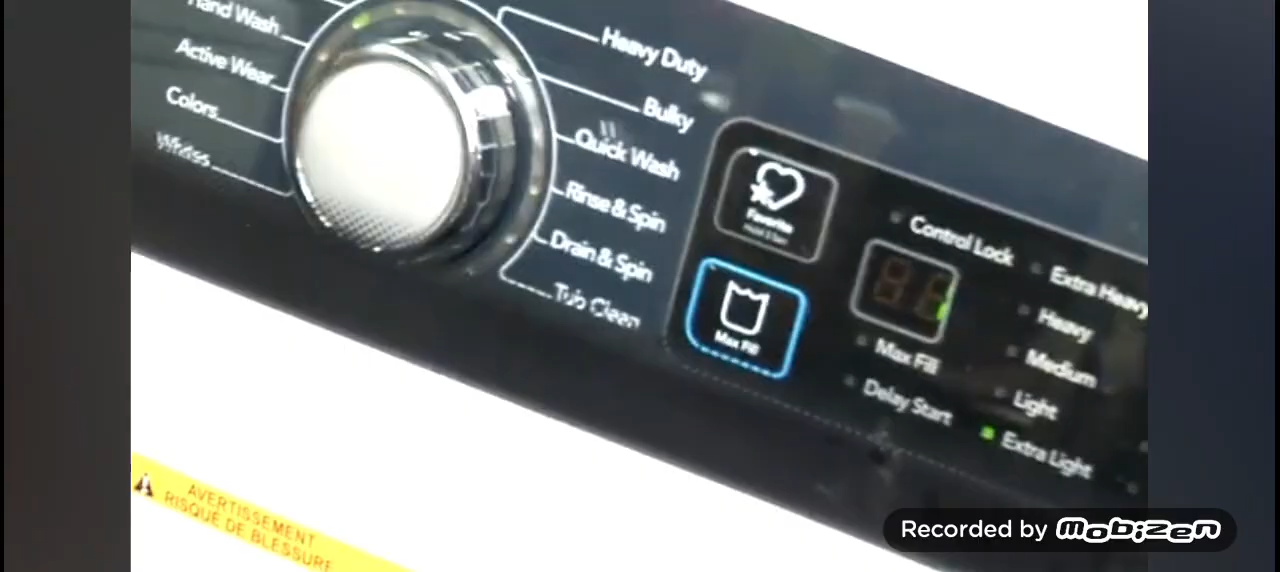 Hand Wash
Active Wear
Colors
Whites
Heavy Duty
Bulky
Quick Wash
Rinse & Spin
Drain & Spin
Tub Clean
Favorite
Max Fill
Control Lock
Max Fill
Delay Start
Extra Heavy
Heavy
Medium
Light
Extra Light
AVERTISSEMENT
RISQUE DE BLESSURE
Recorded by mobizen